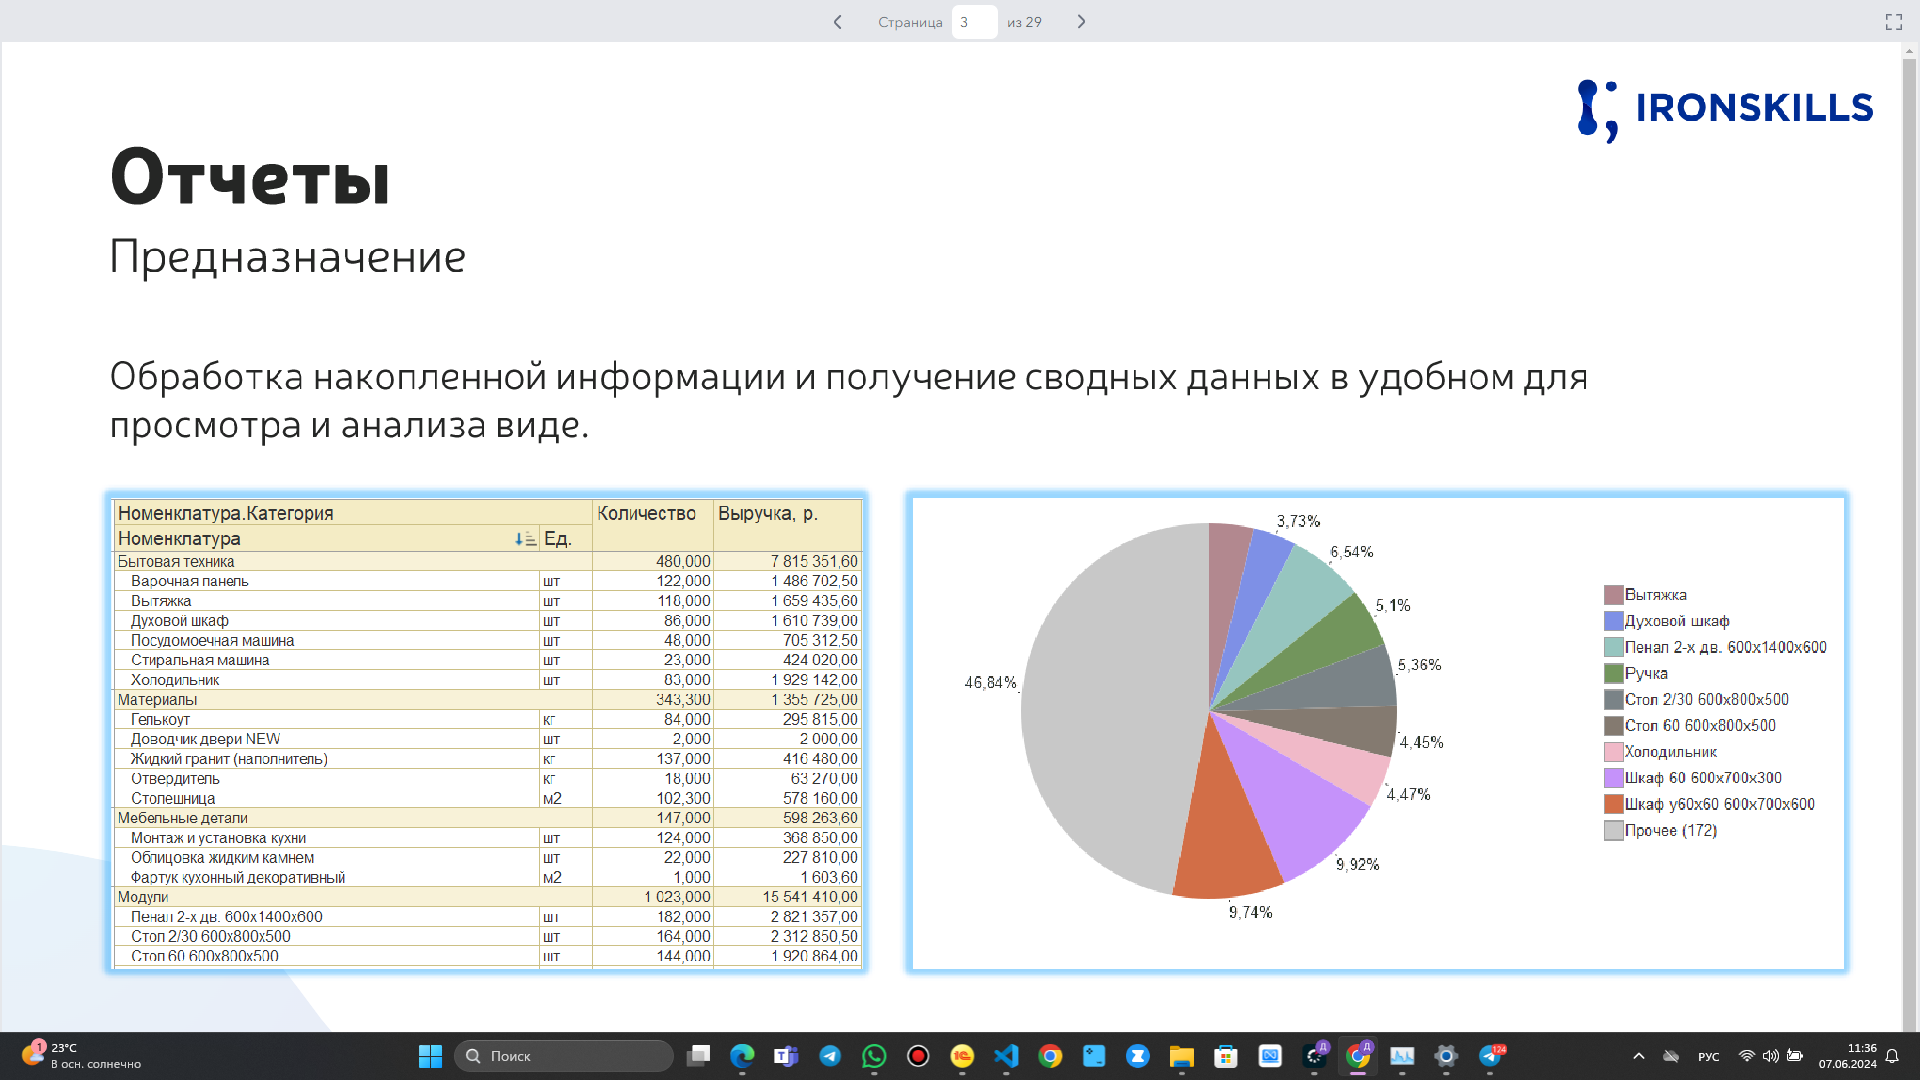 Страница 3 из 29
IRONSKILLS
Отчеты
Предназначение
Обработка накопленной информации и получение сводных данных в удобном для
просмотра и анализа виде.
Номенклатура.Категория Количество Выручка, р.
Номенклатура Ед.
Бытовая техника 480,000 7 815 351,60
Варочная панель шт 122,000 1 486 702,50
Вытяжка шт 118,000 1 659 435,60
Духовой шкаф шт 86,000 1 610 739,00
Посудомоечная машина шт 48,000 705 312,50
Стиральная машина шт 23,000 424 020,00
Холодильник шт 83,000 1 929 142,00
Материалы 343,300 1 355 725,00
Гелькоут кг 84,000 295 815,00
Доводчик двери NEW шт 2,000 2 000,00
Жидкий гранит (наполнитель) кг 137,000 416 480,00
Отвердитель кг 18,000 63 270,00
Столешница м2 102,300 578 160,00
Мебельные детали 147,000 598 263,60
Монтаж и установка кухни шт 124,000 368 850,00
Облицовка жидким камнем шт 22,000 227 810,00
Фартук кухонный декоративный м2 1,000 1 603,60
Модули 1 023,000 15 541 410,00
Пенал 2-х дв. 600х1400х600 шт 182,000 2 821 357,00
Стол 2/30 600х800х500 шт 164,000 2 312 850,50
Стол 60 600х800х500 шт 144,000 1 920 864,00
3,73%
6,54%
5,1%
5,36%
46,84%
4,45%
4,47%
9,92%
9,74%
Вытяжка
Духовой шкаф
Пенал 2-х дв. 600х1400х600
Ручка
Стол 2/30 600х800х500
Стол 60 600х800х500
Холодильник
Шкаф 60 600х700х300
Шкаф у60х60 600х700х600
Прочее (172)
1
23°C
В осн. солнечно
Поиск
124
РУС
11:36
07.06.2024